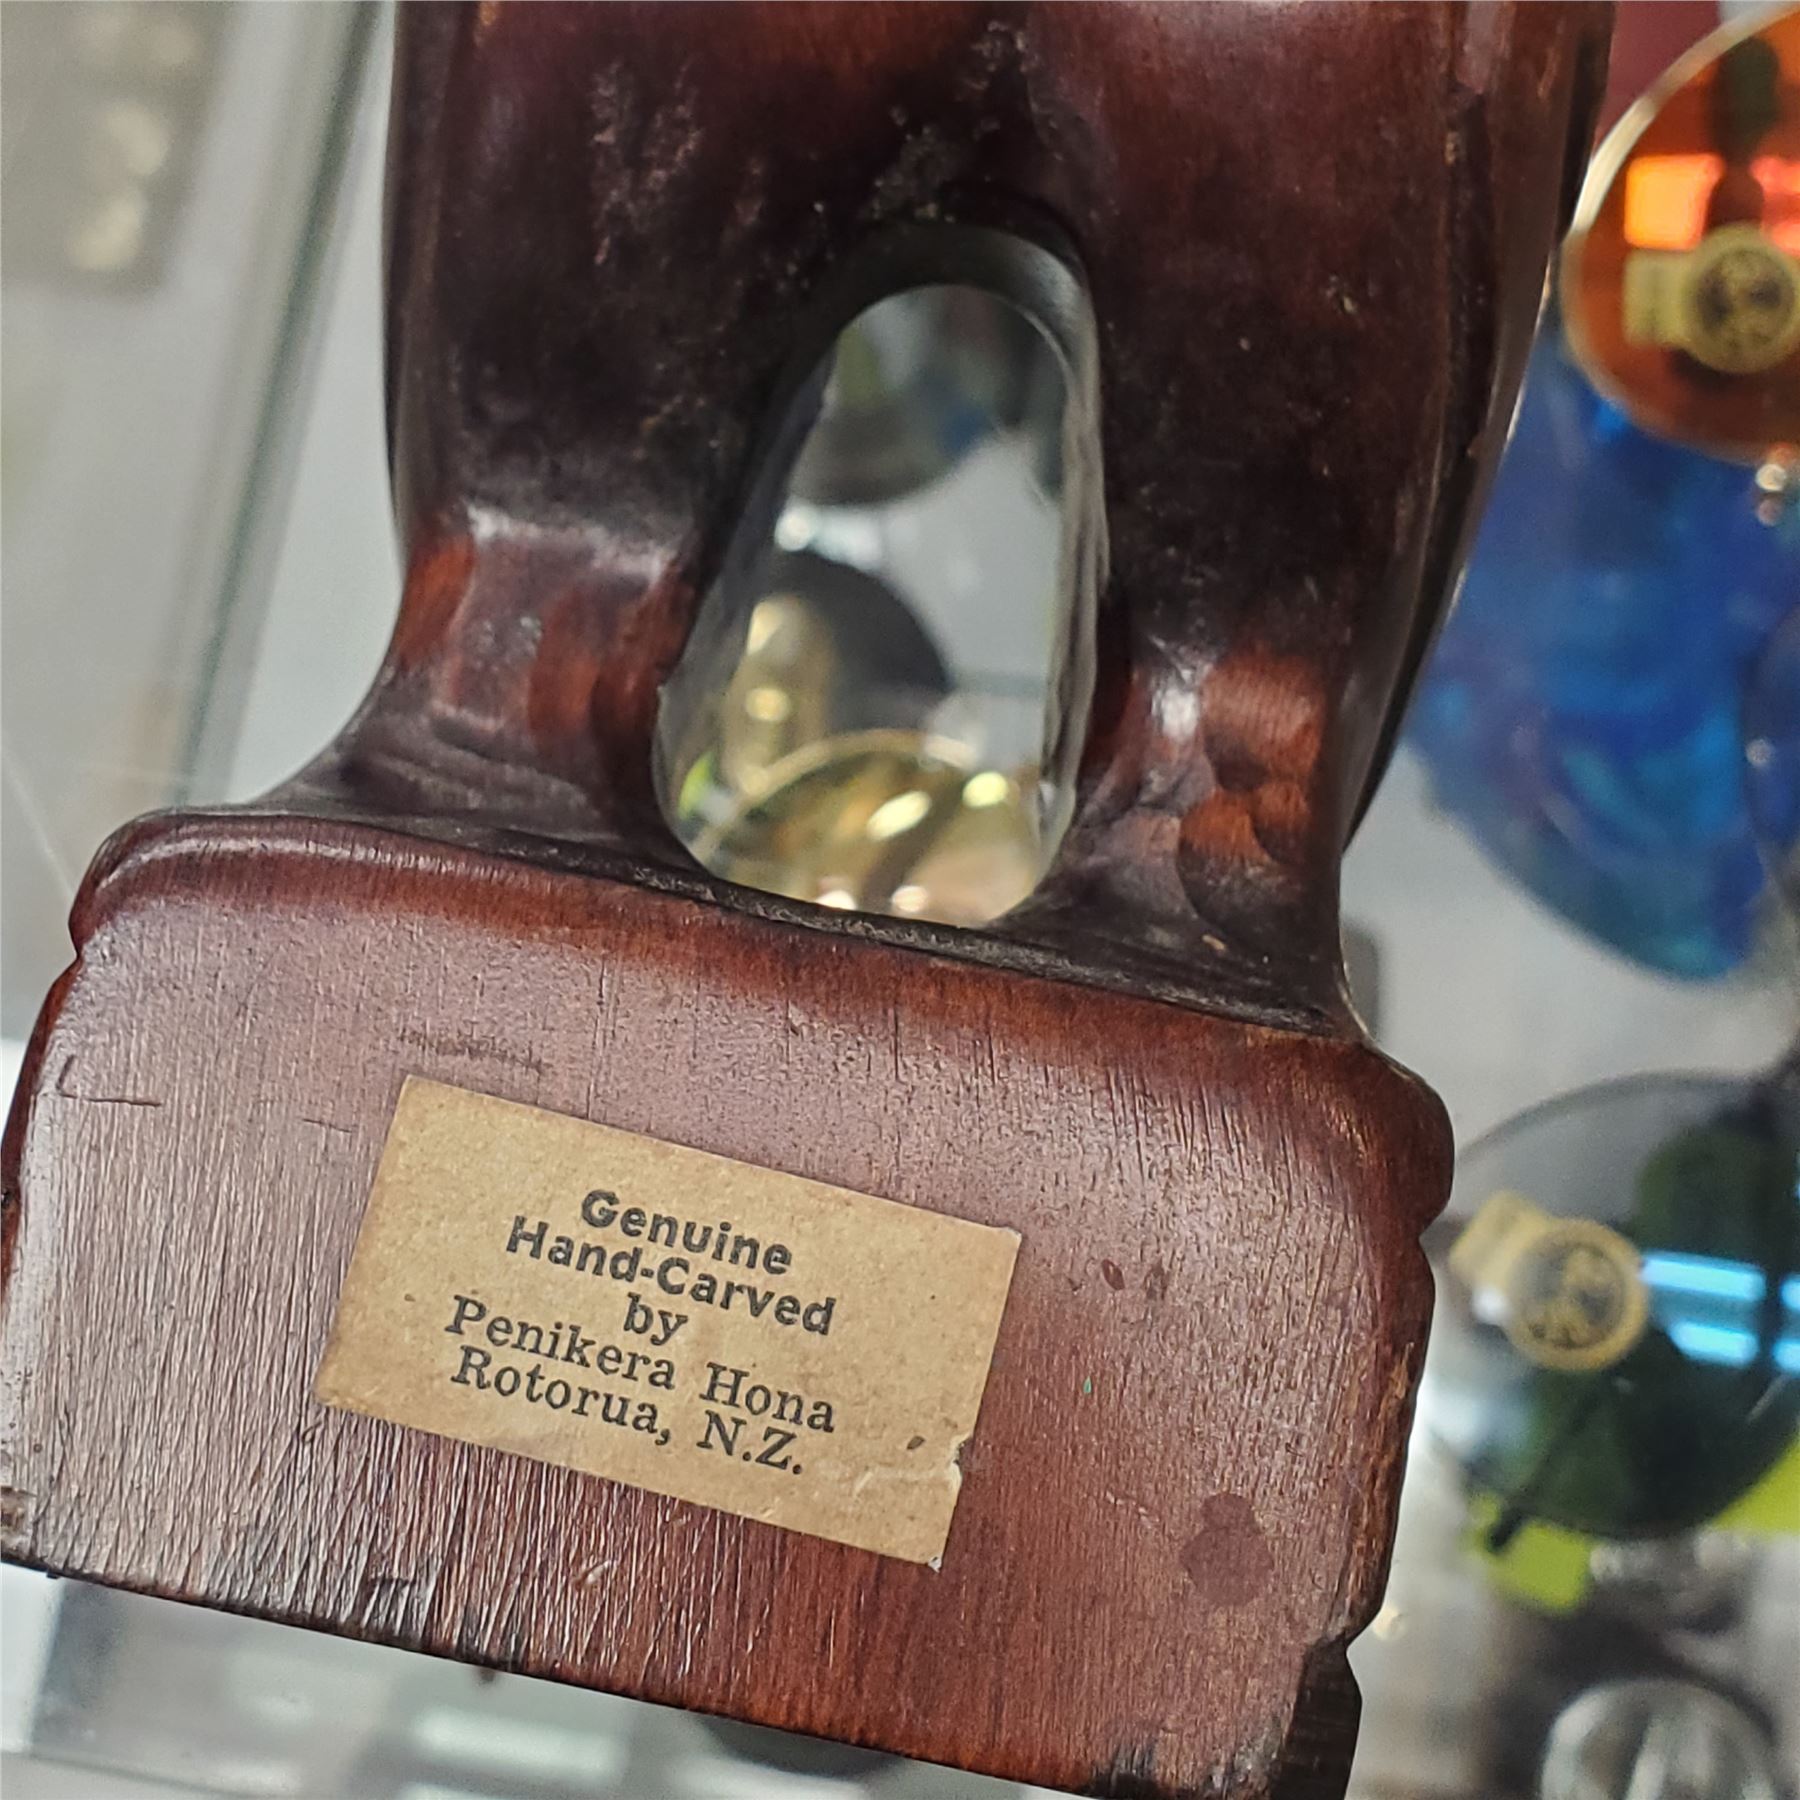 Genuine
Hand-Carved
by
Penikera Hona
Rotorua, N.Z.